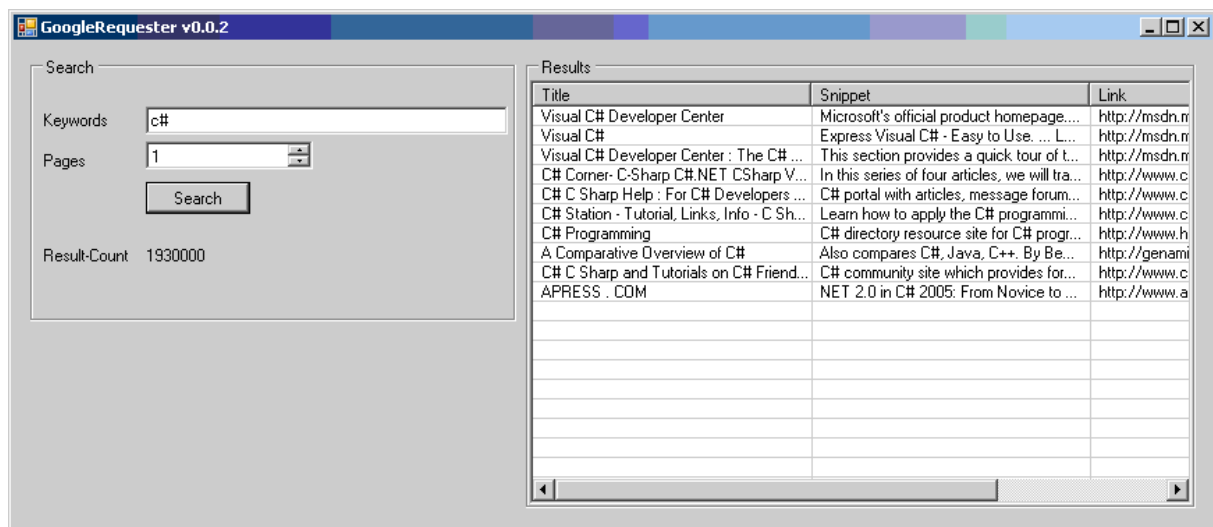 GoogleRequester v0.0.2
Search
Keywords c#
Pages 1
Search
Result-Count 1930000
Results
Title Snippet Link
Visual C# Developer Center Microsoft's official product homepage.... http://msdn.m
Visual C# Express Visual C# - Easy to Use. ... L... http://msdn.m
Visual C# Developer Center : The C# ... This section provides a quick tour of t... http://msdn.m
C# Corner- C-Sharp C#.NET CSharp V... In this series of four articles, we will tra... http://www.c
C# C Sharp Help : For C# Developers ... C# portal with articles, message forum... http://www.c
C# Station - Tutorial, Links, Info - C Sh... Learn how to apply the C# programmi... http://www.c
C# Programming C# directory resource site for C# progr... http://www.h
A Comparative Overview of C# Also compares C#, Java, C++. By Be... http://genami
C# C Sharp and Tutorials on C# Friend... C# community site which provides for... http://www.c
APRESS . COM NET 2.0 in C# 2005: From Novice to ... http://www.a